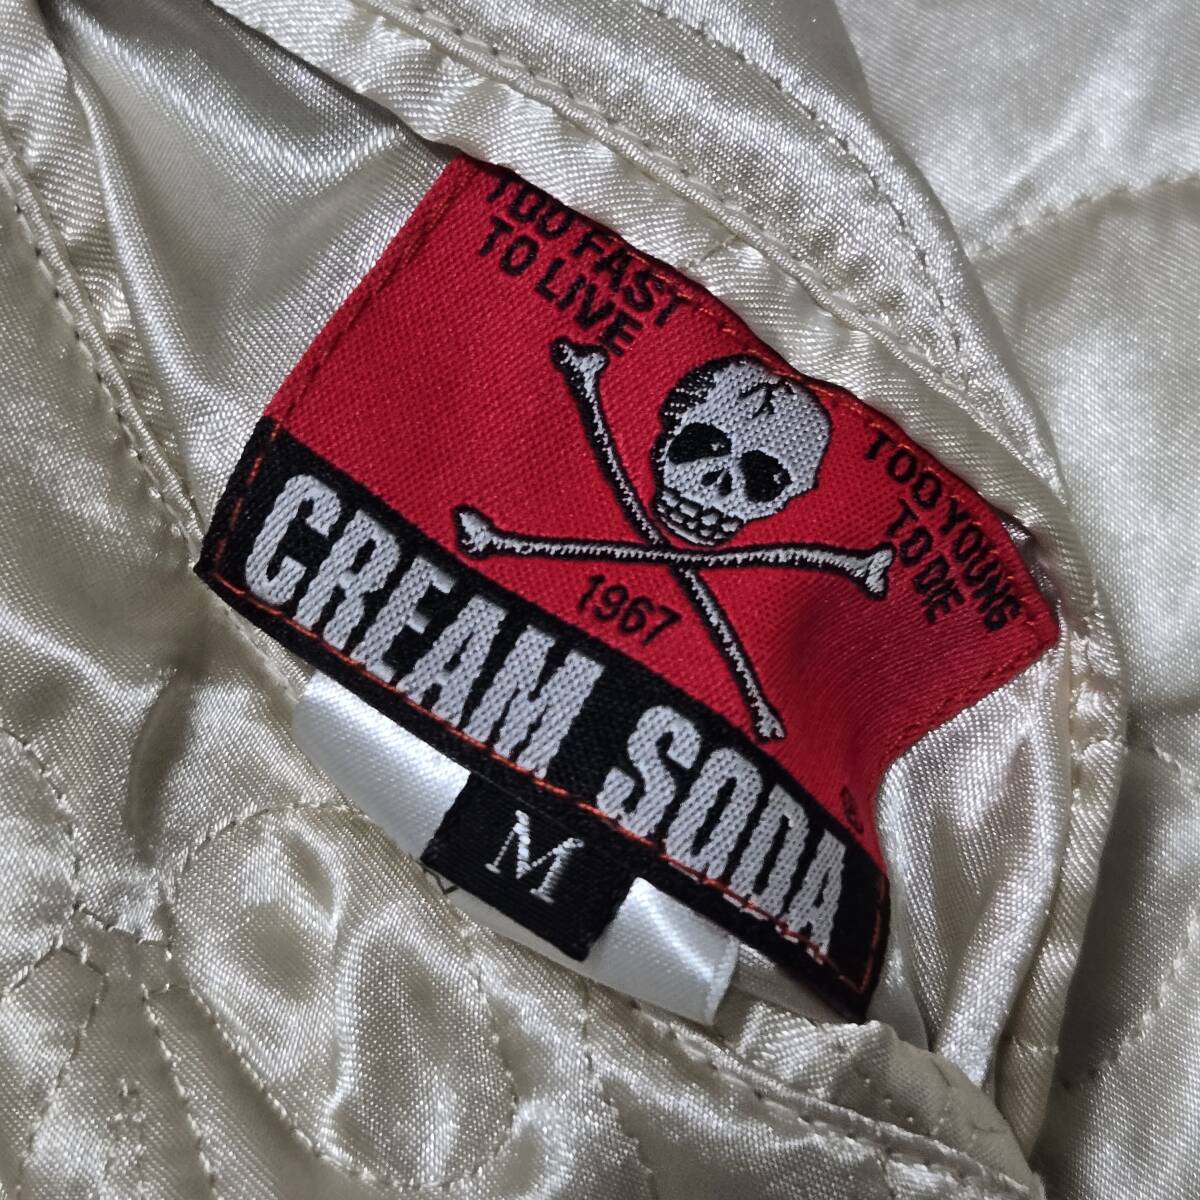 TOO FAST
TO LIVE
TOO YOUNG
TO DIE
1967
CREAM SODA
®
M